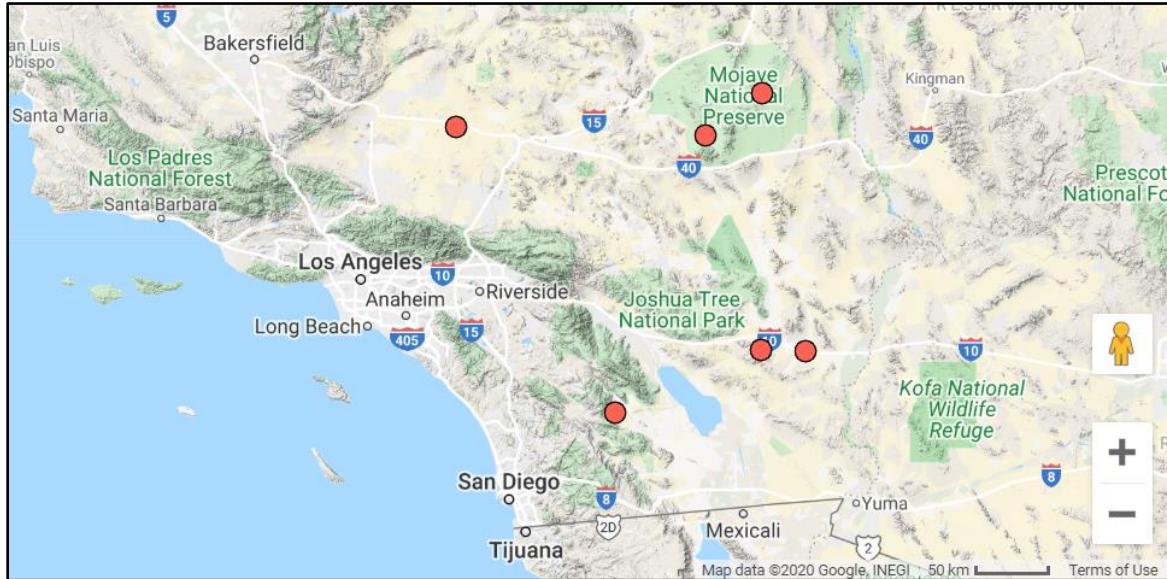 RESERVATION
5
Bakersfield
San Luis
Obispo
Mojave
National
Preserve
Kingman
Santa Maria
15
40
40
Los Padres
National Forest
Santa Barbara
Prescot
National Fo
Los Angeles
10
Riverside
Anaheim
Joshua Tree
National Park
Long Beach
405
15
10
10
Kofa National
Wildlife
Refuge
San Diego
8
8
2D
Yuma
Mexicali
2
Tijuana
Map data ©2020 Google, INEGI 50 km Terms of Use